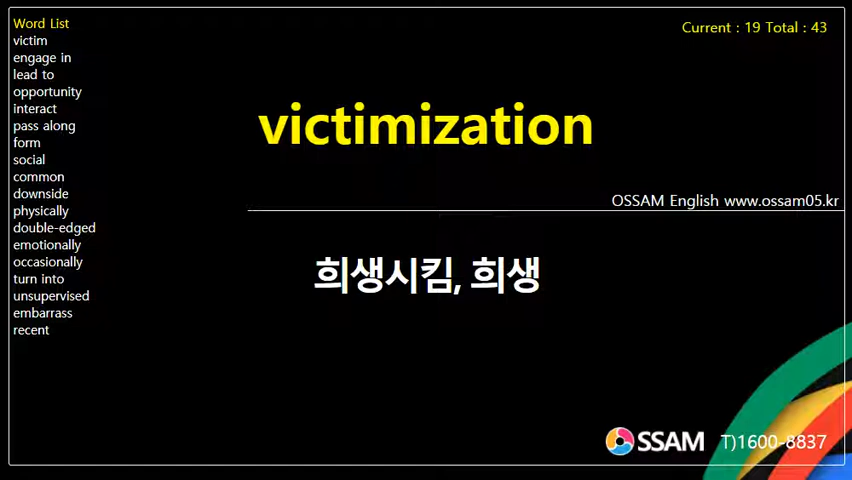 Word List
victim
engage in
lead to
opportunity
interact
pass along
form
social
common
downside
physically
double-edged
emotionally
occasionally
turn into
unsupervised
embarrass
recent
Current : 19 Total : 43
victimization
OSSAM English www.ossam05.kr
희생시킴, 희생
OSSAM T)1600-8837